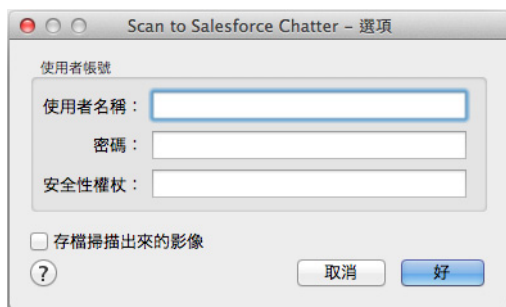 Scan to Salesforce Chatter – 選項
使用者帳號
使用者名稱：
密碼：
安全性權杖：
存檔掃描出來的影像
? 取消 好